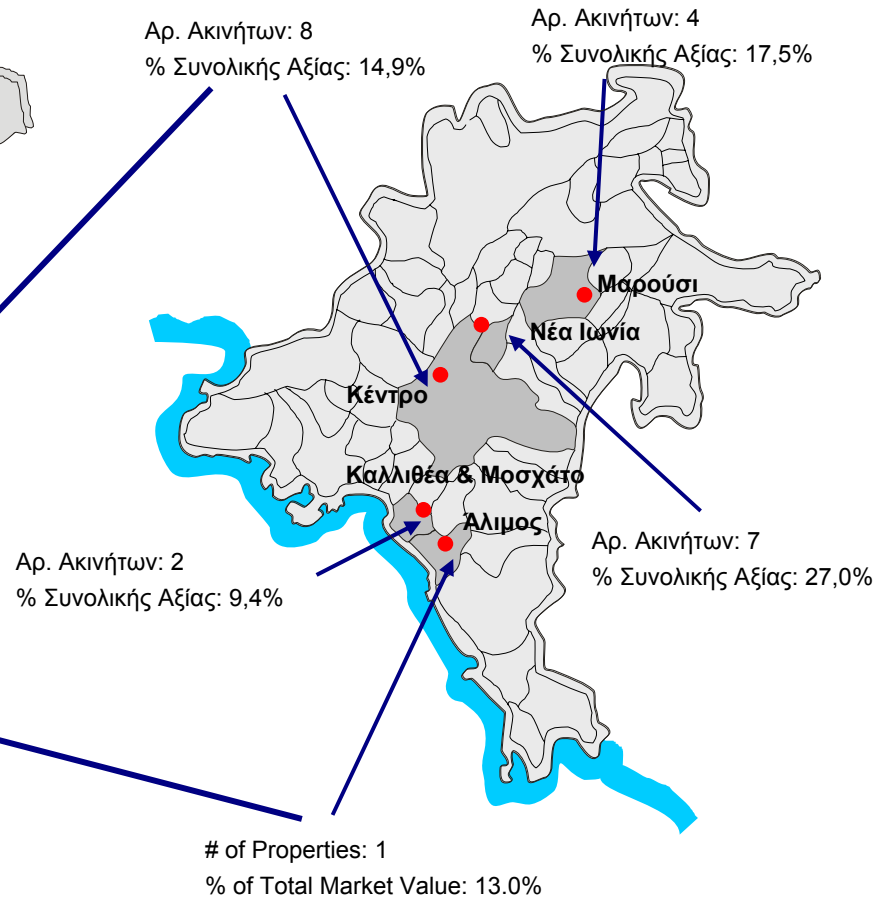 Αρ. Ακινήτων: 8
% Συνολικής Αξίας: 14,9%
Αρ. Ακινήτων: 4
% Συνολικής Αξίας: 17,5%
Μαρούσι
Νέα Ιωνία
Κέντρο
Καλλιθέα & Μοσχάτο
Άλιμος
Αρ. Ακινήτων: 7
% Συνολικής Αξίας: 27,0%
Αρ. Ακινήτων: 2
% Συνολικής Αξίας: 9,4%
# of Properties: 1
% of Total Market Value: 13.0%